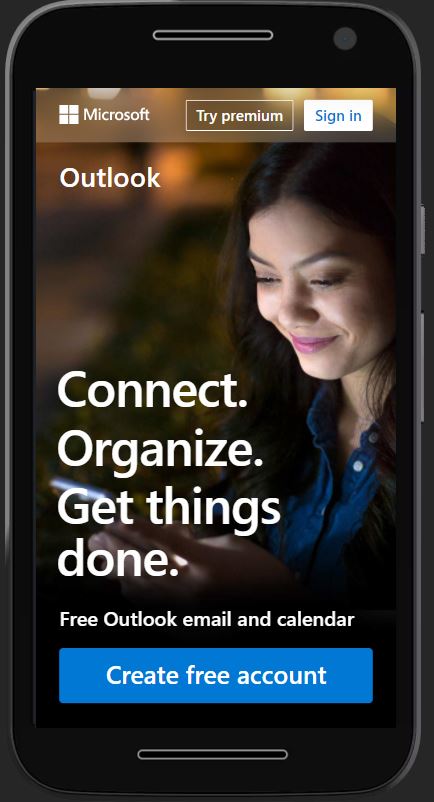 Microsoft
Try premium
Sign in
Outlook
Connect.
Organize.
Get things
done.
Free Outlook email and calendar
Create free account